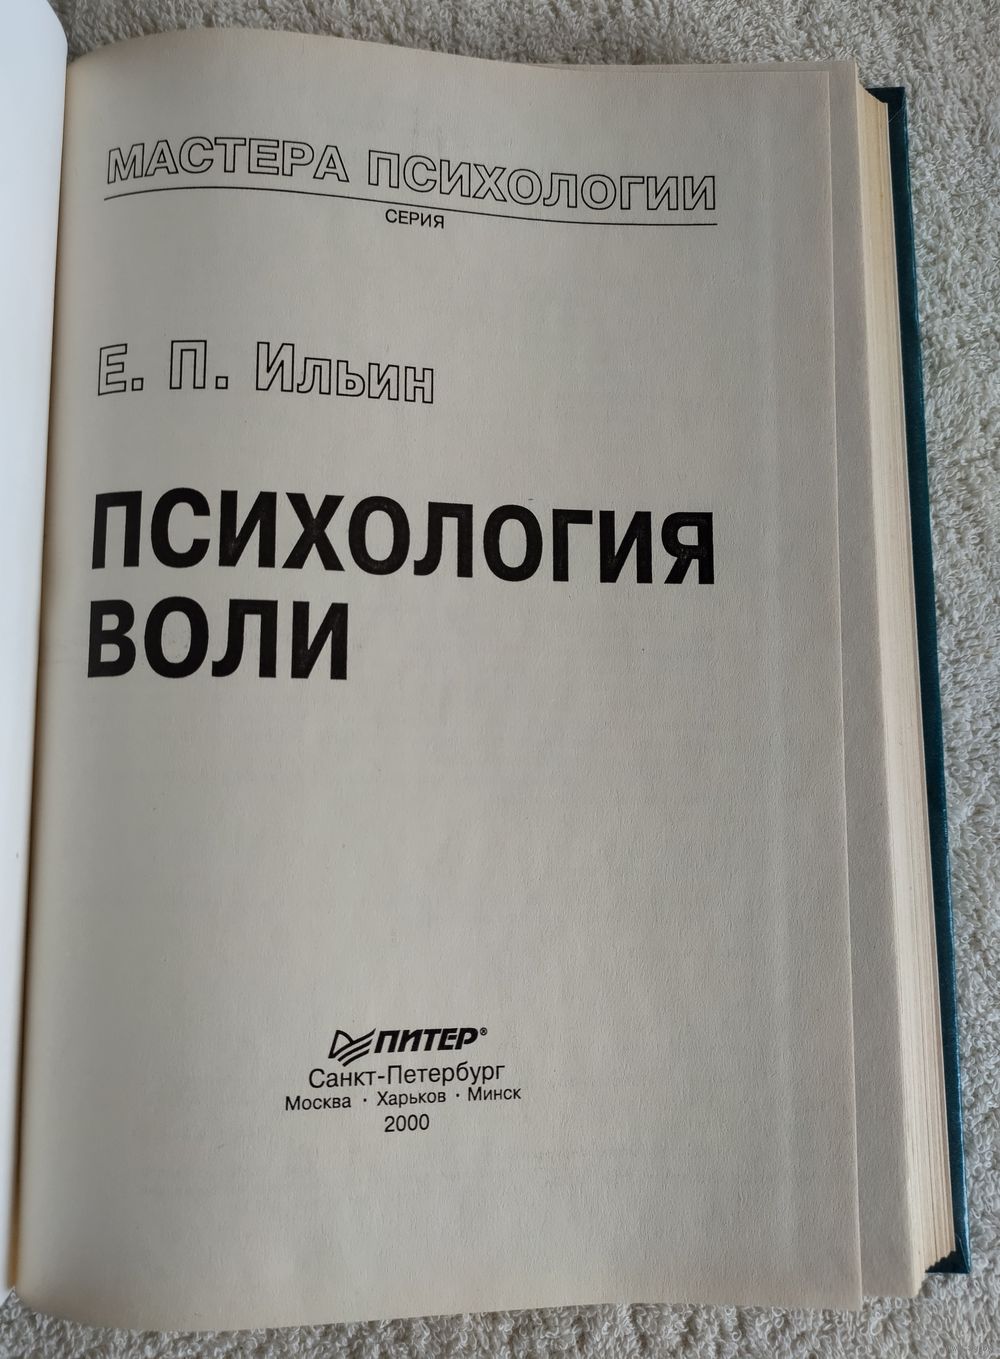 МАСТЕРА ПСИХОЛОГИИ
СЕРИЯ
Е. П. Ильин
ПСИХОЛОГИЯ
ВОЛИ
ПИТЕР®
Санкт-Петербург
Москва · Харьков · Минск
2000